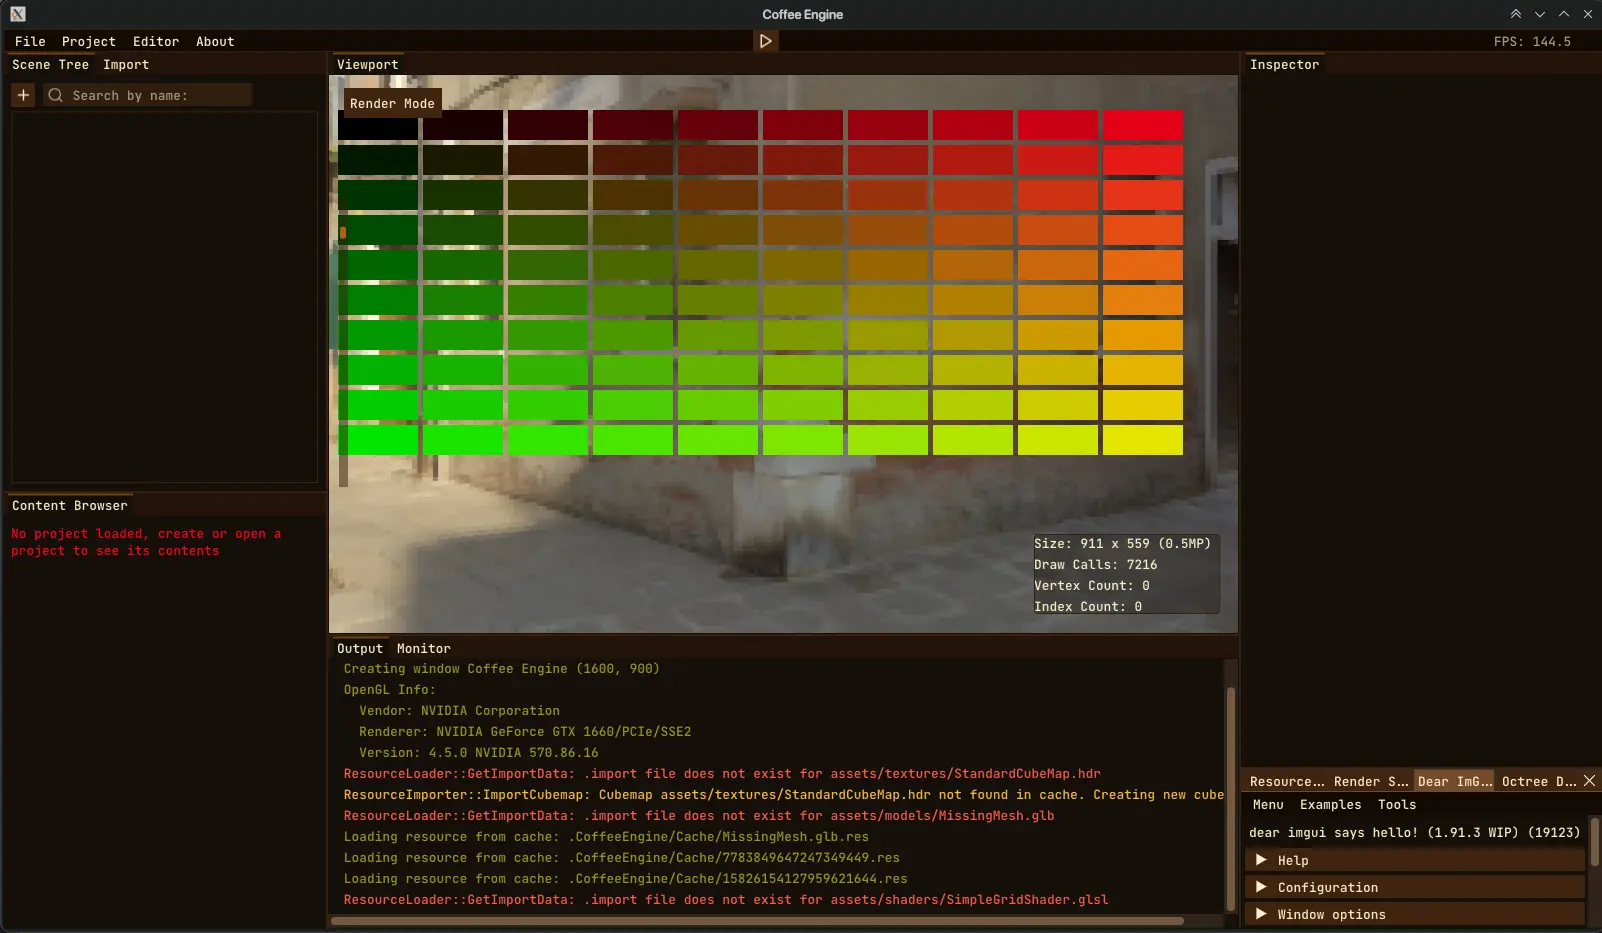 Coffee Engine
File Project Editor About
FPS: 144.5
Scene Tree Import
Search by name:
Content Browser
No project loaded, create or open a
project to see its contents
Viewport
Render Mode
Size: 911 x 559 (0.5MP)
Draw Calls: 7216
Vertex Count: 0
Index Count: 0
Output Monitor
Creating window Coffee Engine (1600, 900)
OpenGL Info:
Vendor: NVIDIA Corporation
Renderer: NVIDIA GeForce GTX 1660/PCIe/SSE2
Version: 4.5.0 NVIDIA 570.86.16
ResourceLoader::GetImportData: .import file does not exist for assets/textures/StandardCubeMap.hdr
ResourceImporter::ImportCubemap: Cubemap assets/textures/StandardCubeMap.hdr not found in cache. Creating new cube
ResourceLoader::GetImportData: .import file does not exist for assets/models/MissingMesh.glb
Loading resource from cache: .CoffeeEngine/Cache/MissingMesh.glb.res
Loading resource from cache: .CoffeeEngine/Cache/7783849647247349449.res
Loading resource from cache: .CoffeeEngine/Cache/15826154127959621644.res
ResourceLoader::GetImportData: .import file does not exist for assets/shaders/SimpleGridShader.glsl
Inspector
Resource... Render S... Dear ImG... Octree D...
Menu Examples Tools
dear imgui says hello! (1.91.3 WIP) (19123)
Help
Configuration
Window options